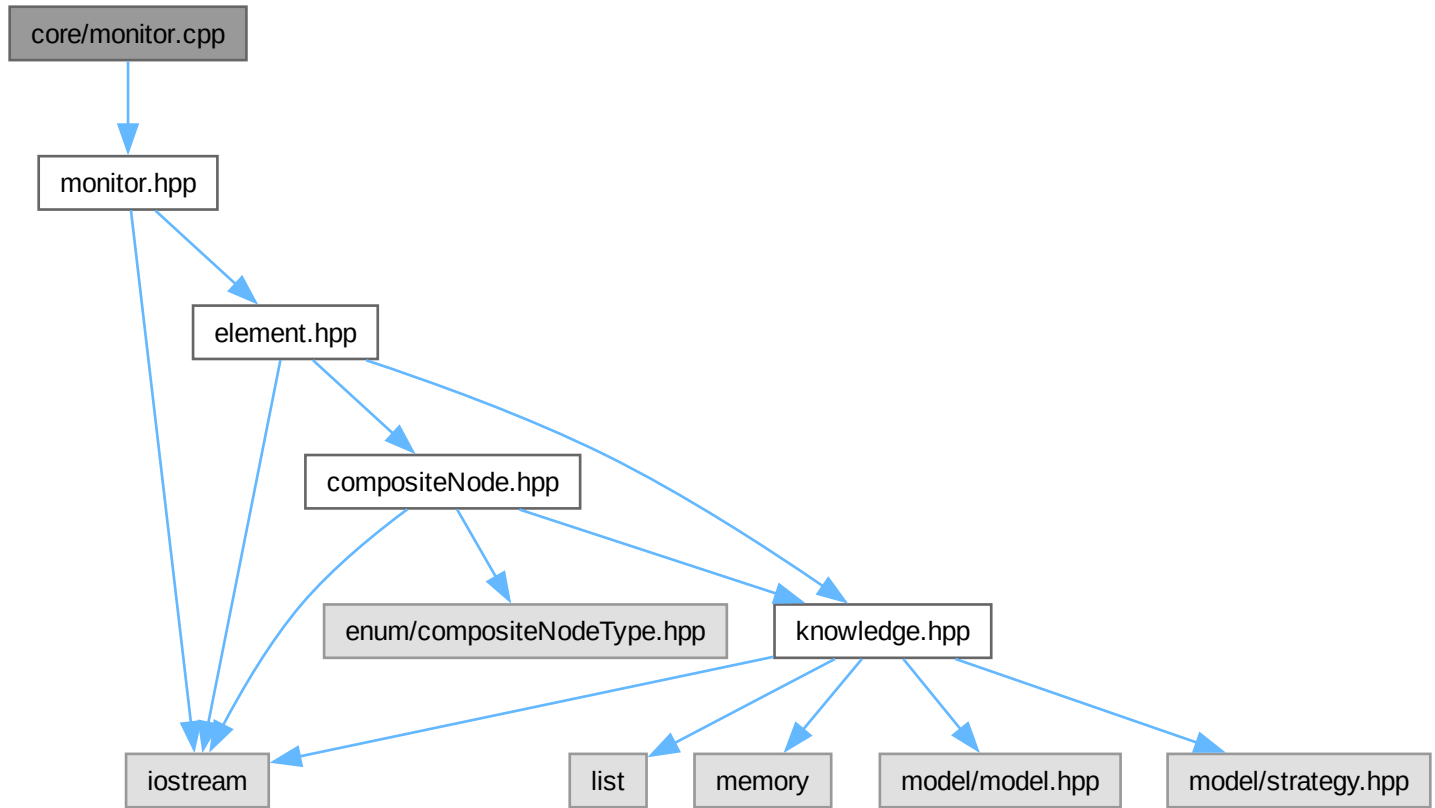 core/monitor.cpp
monitor.hpp
element.hpp
compositeNode.hpp
enum/compositeNodeType.hpp
knowledge.hpp
iostream
list
memory
model/model.hpp
model/strategy.hpp